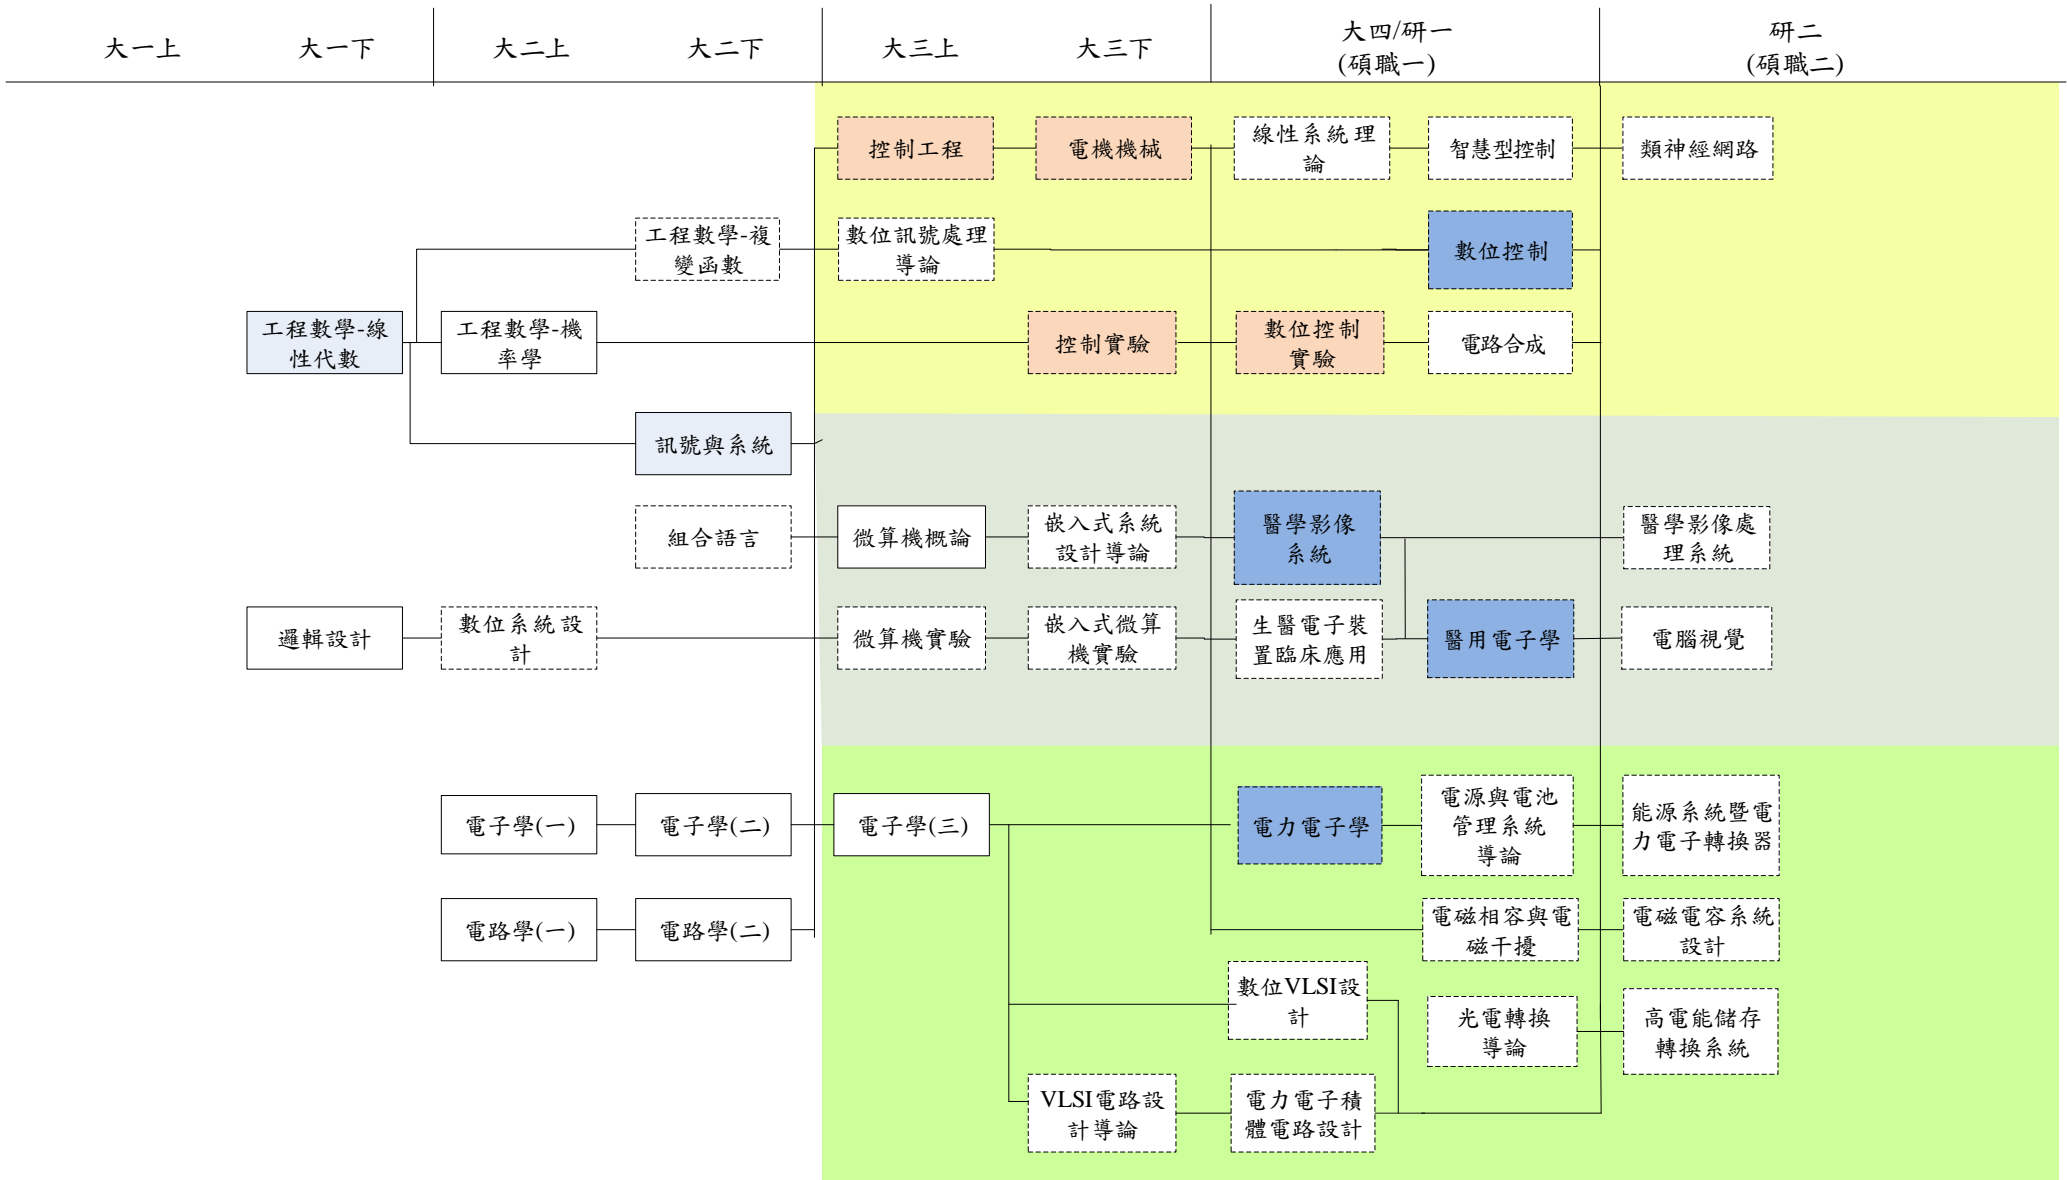 大一上
大一下
大二上
大二下
大三上
大三下
大四/研一
(碩職一)
研二
(碩職二)
控制工程
電機機械
線性系統理
論
智慧型控制
類神經網路
工程數學-複
變函數
數位訊號處理
導論
數位控制
工程數學-線
性代數
工程數學-機
率學
控制實驗
數位控制
實驗
電路合成
訊號與系統
組合語言
微算機概論
嵌入式系統
設計導論
醫學影像
系統
醫學影像處
理系統
邏輯設計
數位系統設
計
微算機實驗
嵌入式微算
機實驗
生醫電子裝
置臨床應用
醫用電子學
電腦視覺
電子學(一)
電子學(二)
電子學(三)
電力電子學
電源與電池
管理系統
導論
能源系統暨電
力電子轉換器
電路學(一)
電路學(二)
電磁相容與電
磁干擾
電磁電容系統
設計
數位VLSI設
計
光電轉換
導論
高電能儲存
轉換系統
VLSI電路設
計導論
電力電子積
體電路設計